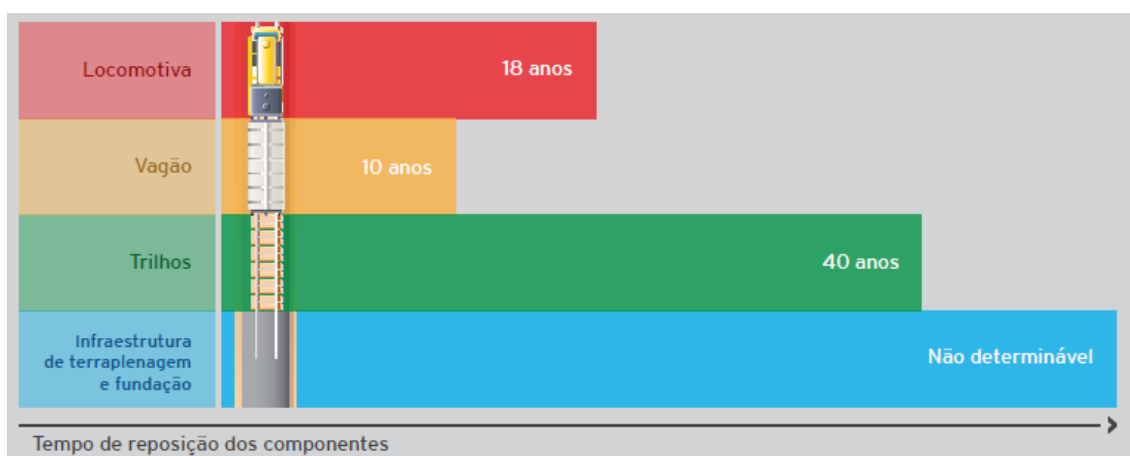 Locomotiva
18 anos
Vagão
10 anos
Trilhos
40 anos
Infraestrutura
de terraplenagem
e fundação
Não determinável
Tempo de reposição dos componentes